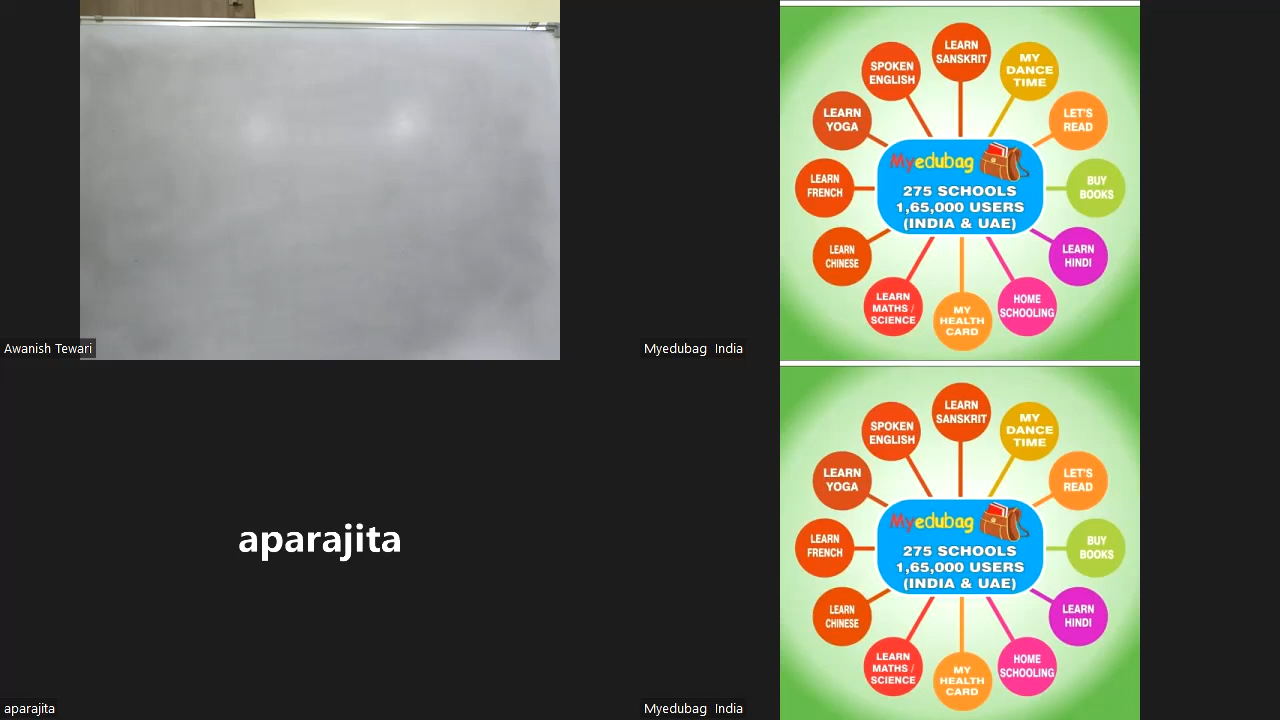 Awanish Tewari
LEARN
SANSKRIT
SPOKEN
ENGLISH
MY
DANCE
TIME
LEARN
YOGA
LET'S
READ
Myedubag
275 SCHOOLS
1,65,000 USERS
(INDIA & UAE)
LEARN
FRENCH
BUY
BOOKS
LEARN
CHINESE
LEARN
HINDI
LEARN
MATHS /
SCIENCE
MY
HEALTH
CARD
HOME
SCHOOLING
Myedubag India
aparajita
aparajita
LEARN
SANSKRIT
SPOKEN
ENGLISH
MY
DANCE
TIME
LEARN
YOGA
LET'S
READ
Myedubag
275 SCHOOLS
1,65,000 USERS
(INDIA & UAE)
LEARN
FRENCH
BUY
BOOKS
LEARN
CHINESE
LEARN
HINDI
LEARN
MATHS /
SCIENCE
MY
HEALTH
CARD
HOME
SCHOOLING
Myedubag India